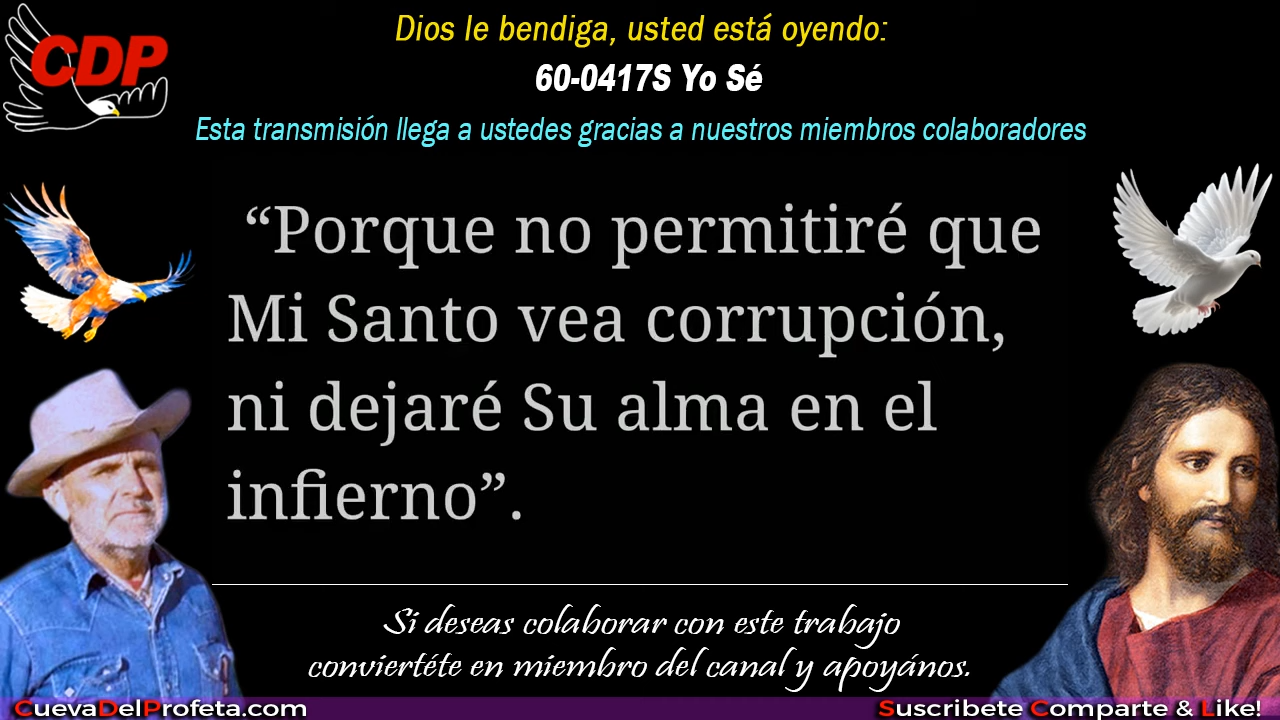 CDP
Dios le bendiga, usted está oyendo:
60-0417S Yo Sé
Esta transmisión llega a ustedes gracias a nuestros miembros colaboradores
“Porque no permitiré que
Mi Santo vea corrupción,
ni dejaré Su alma en el
infierno”.
Si deseas colaborar con este trabajo
conviertéte en miembro del canal y apoyános.
CuevaDelProfeta.com
Suscribete Comparte & Like!